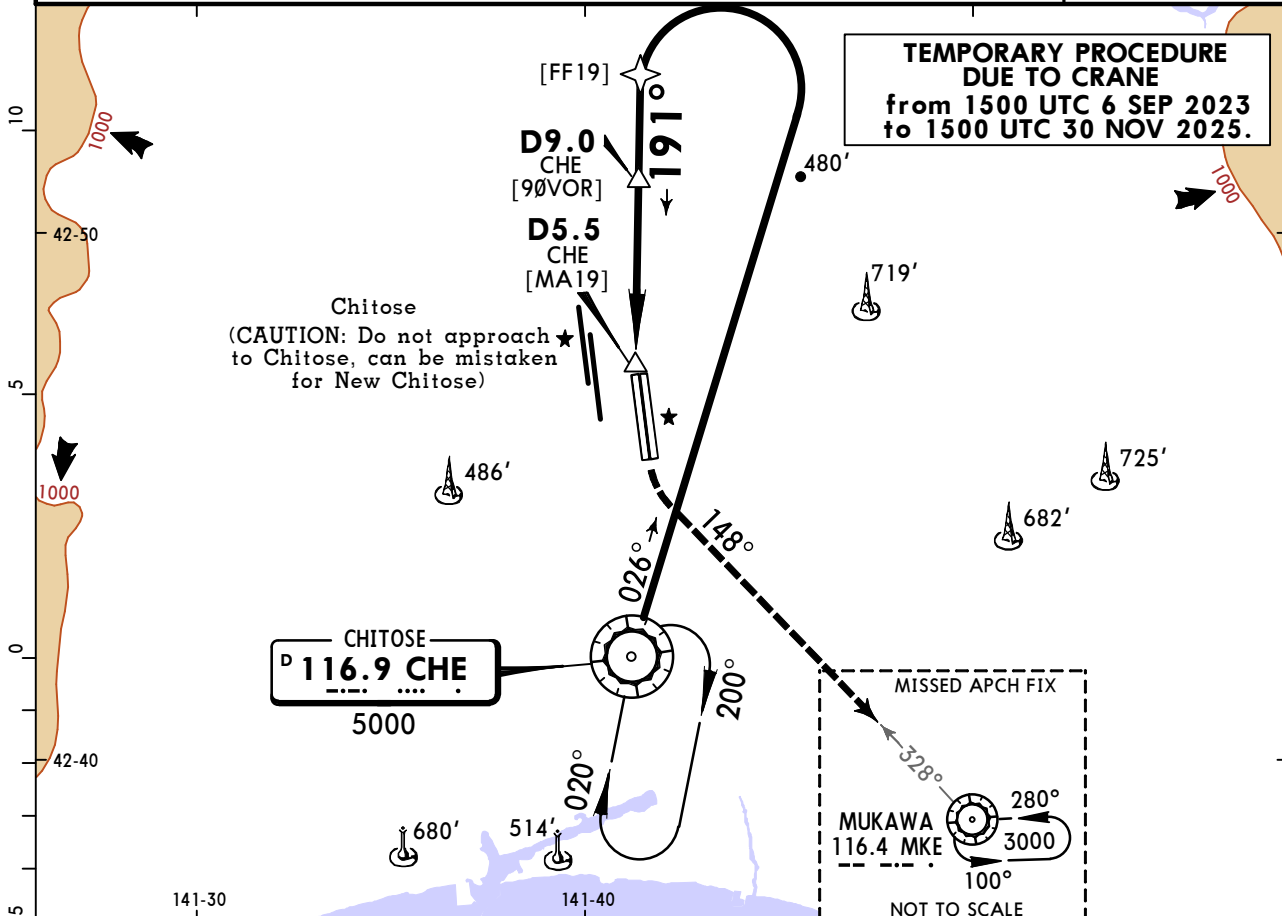 TEMPORARY PROCEDURE
DUE TO CRANE
from 1500 UTC 6 SEP 2023
to 1500 UTC 30 NOV 2025.
[FF19]
191°
10
1000
D9.0
CHE
[9ØVOR]
480'
1000
42-50
D5.5
CHE
[MA19]
719'
Chitose
(CAUTION: Do not approach
to Chitose, can be mistaken
for New Chitose)
5
486'
725'
1000
682'
148°
026°
0
CHITOSE
D 116.9 CHE
5000
200°
MISSED APCH FIX
42-40
020°
328°
280°
MUKAWA
116.4 MKE
3000
100°
680'
514'
141-30
141-40
NOT TO SCALE
5